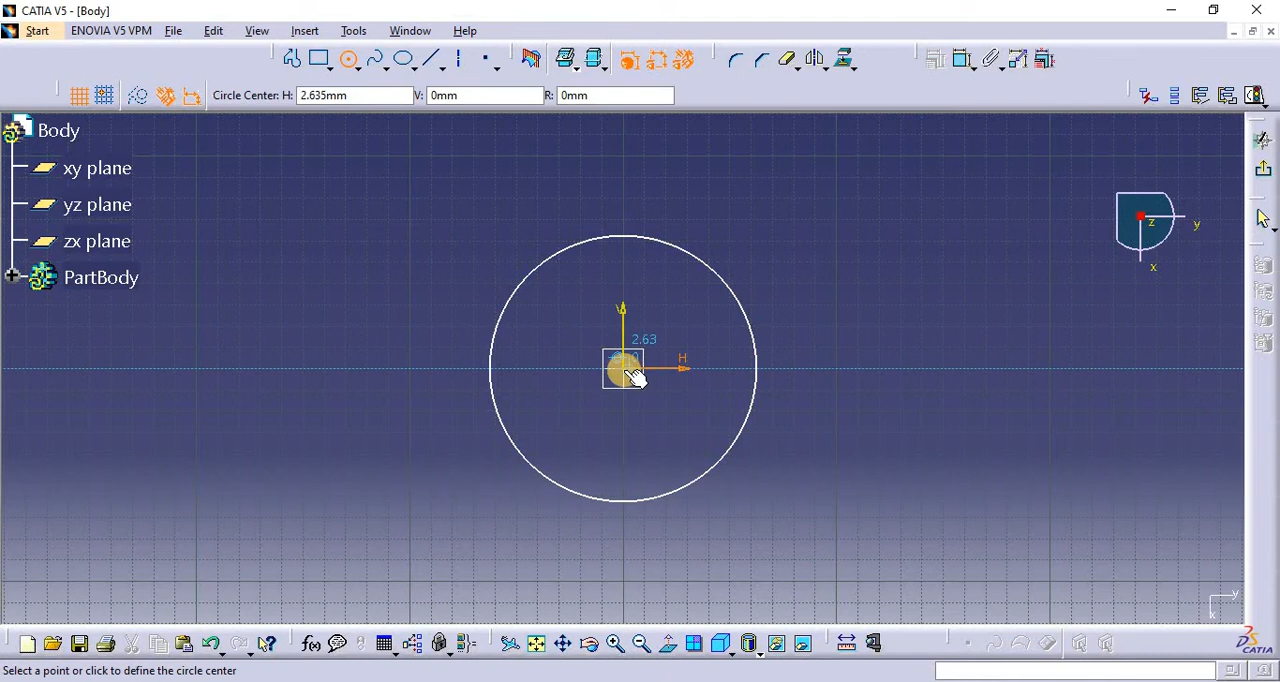 CATIA V5 - [Body]
Start ENOVIA V5 VPM File Edit View Insert Tools Window Help
Circle Center: H: 2.635mm V: 0mm R: 0mm
Body
xy plane
yz plane
zx plane
PartBody
z
y
x
V
2.63
0
H
y
x
f(x)
CATIA
Select a point or click to define the circle center